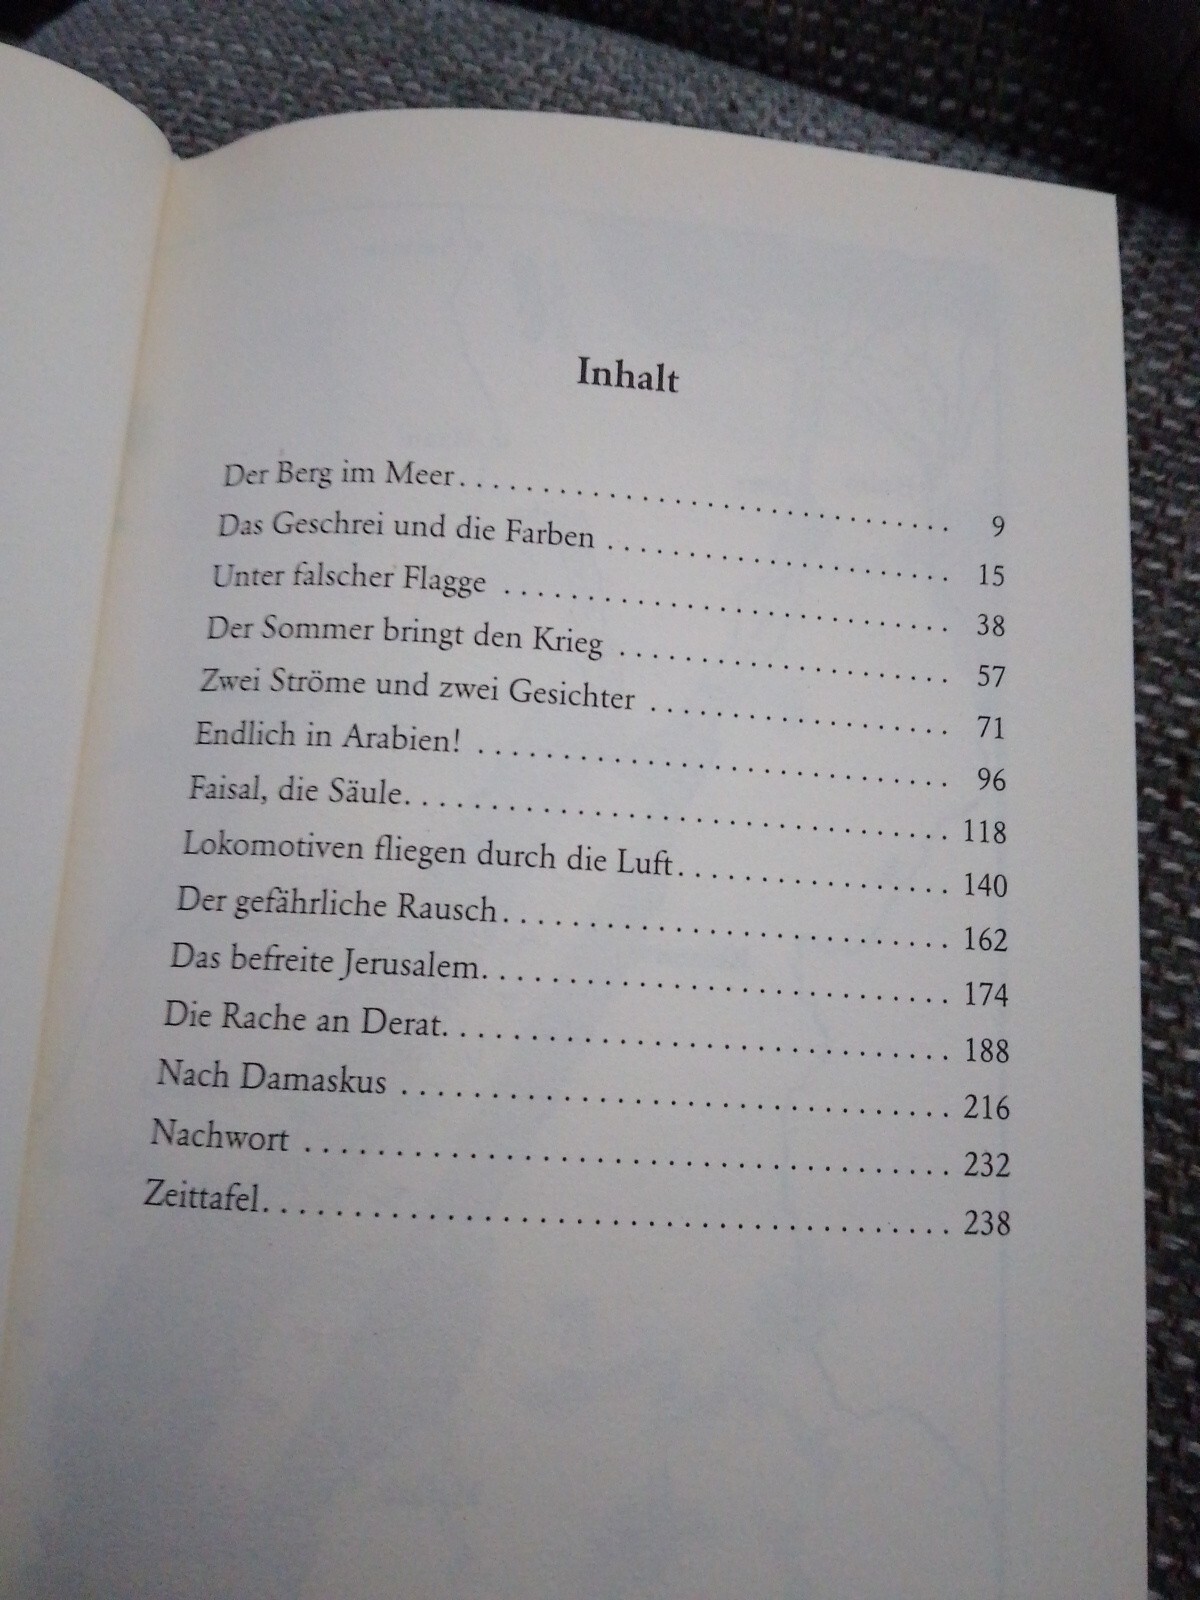 Inhalt
Der Berg im Meer. . . . . . . . . . . . . . . . . . . . . . . . . . . . . . . . . . . 9
Das Geschrei und die Farben . . . . . . . . . . . . . . . . . . . . . . . . . 15
Unter falscher Flagge . . . . . . . . . . . . . . . . . . . . . . . . . . . . . . . . 38
Der Sommer bringt den Krieg . . . . . . . . . . . . . . . . . . . . . . . . 57
Zwei Ströme und zwei Gesichter . . . . . . . . . . . . . . . . . . . . . . 71
Endlich in Arabien! . . . . . . . . . . . . . . . . . . . . . . . . . . . . . . . . . . 96
Faisal, die Säule. . . . . . . . . . . . . . . . . . . . . . . . . . . . . . . . . . . . . . 118
Lokomotiven fliegen durch die Luft. . . . . . . . . . . . . . . . . . . 140
Der gefährliche Rausch. . . . . . . . . . . . . . . . . . . . . . . . . . . . . . . 162
Das befreite Jerusalem. . . . . . . . . . . . . . . . . . . . . . . . . . . . . . . . 174
Die Rache an Derat. . . . . . . . . . . . . . . . . . . . . . . . . . . . . . . . . . 188
Nach Damaskus . . . . . . . . . . . . . . . . . . . . . . . . . . . . . . . . . . . . . 216
Nachwort . . . . . . . . . . . . . . . . . . . . . . . . . . . . . . . . . . . . . . . . . . 232
Zeittafel. . . . . . . . . . . . . . . . . . . . . . . . . . . . . . . . . . . . . . . . . . . . 238